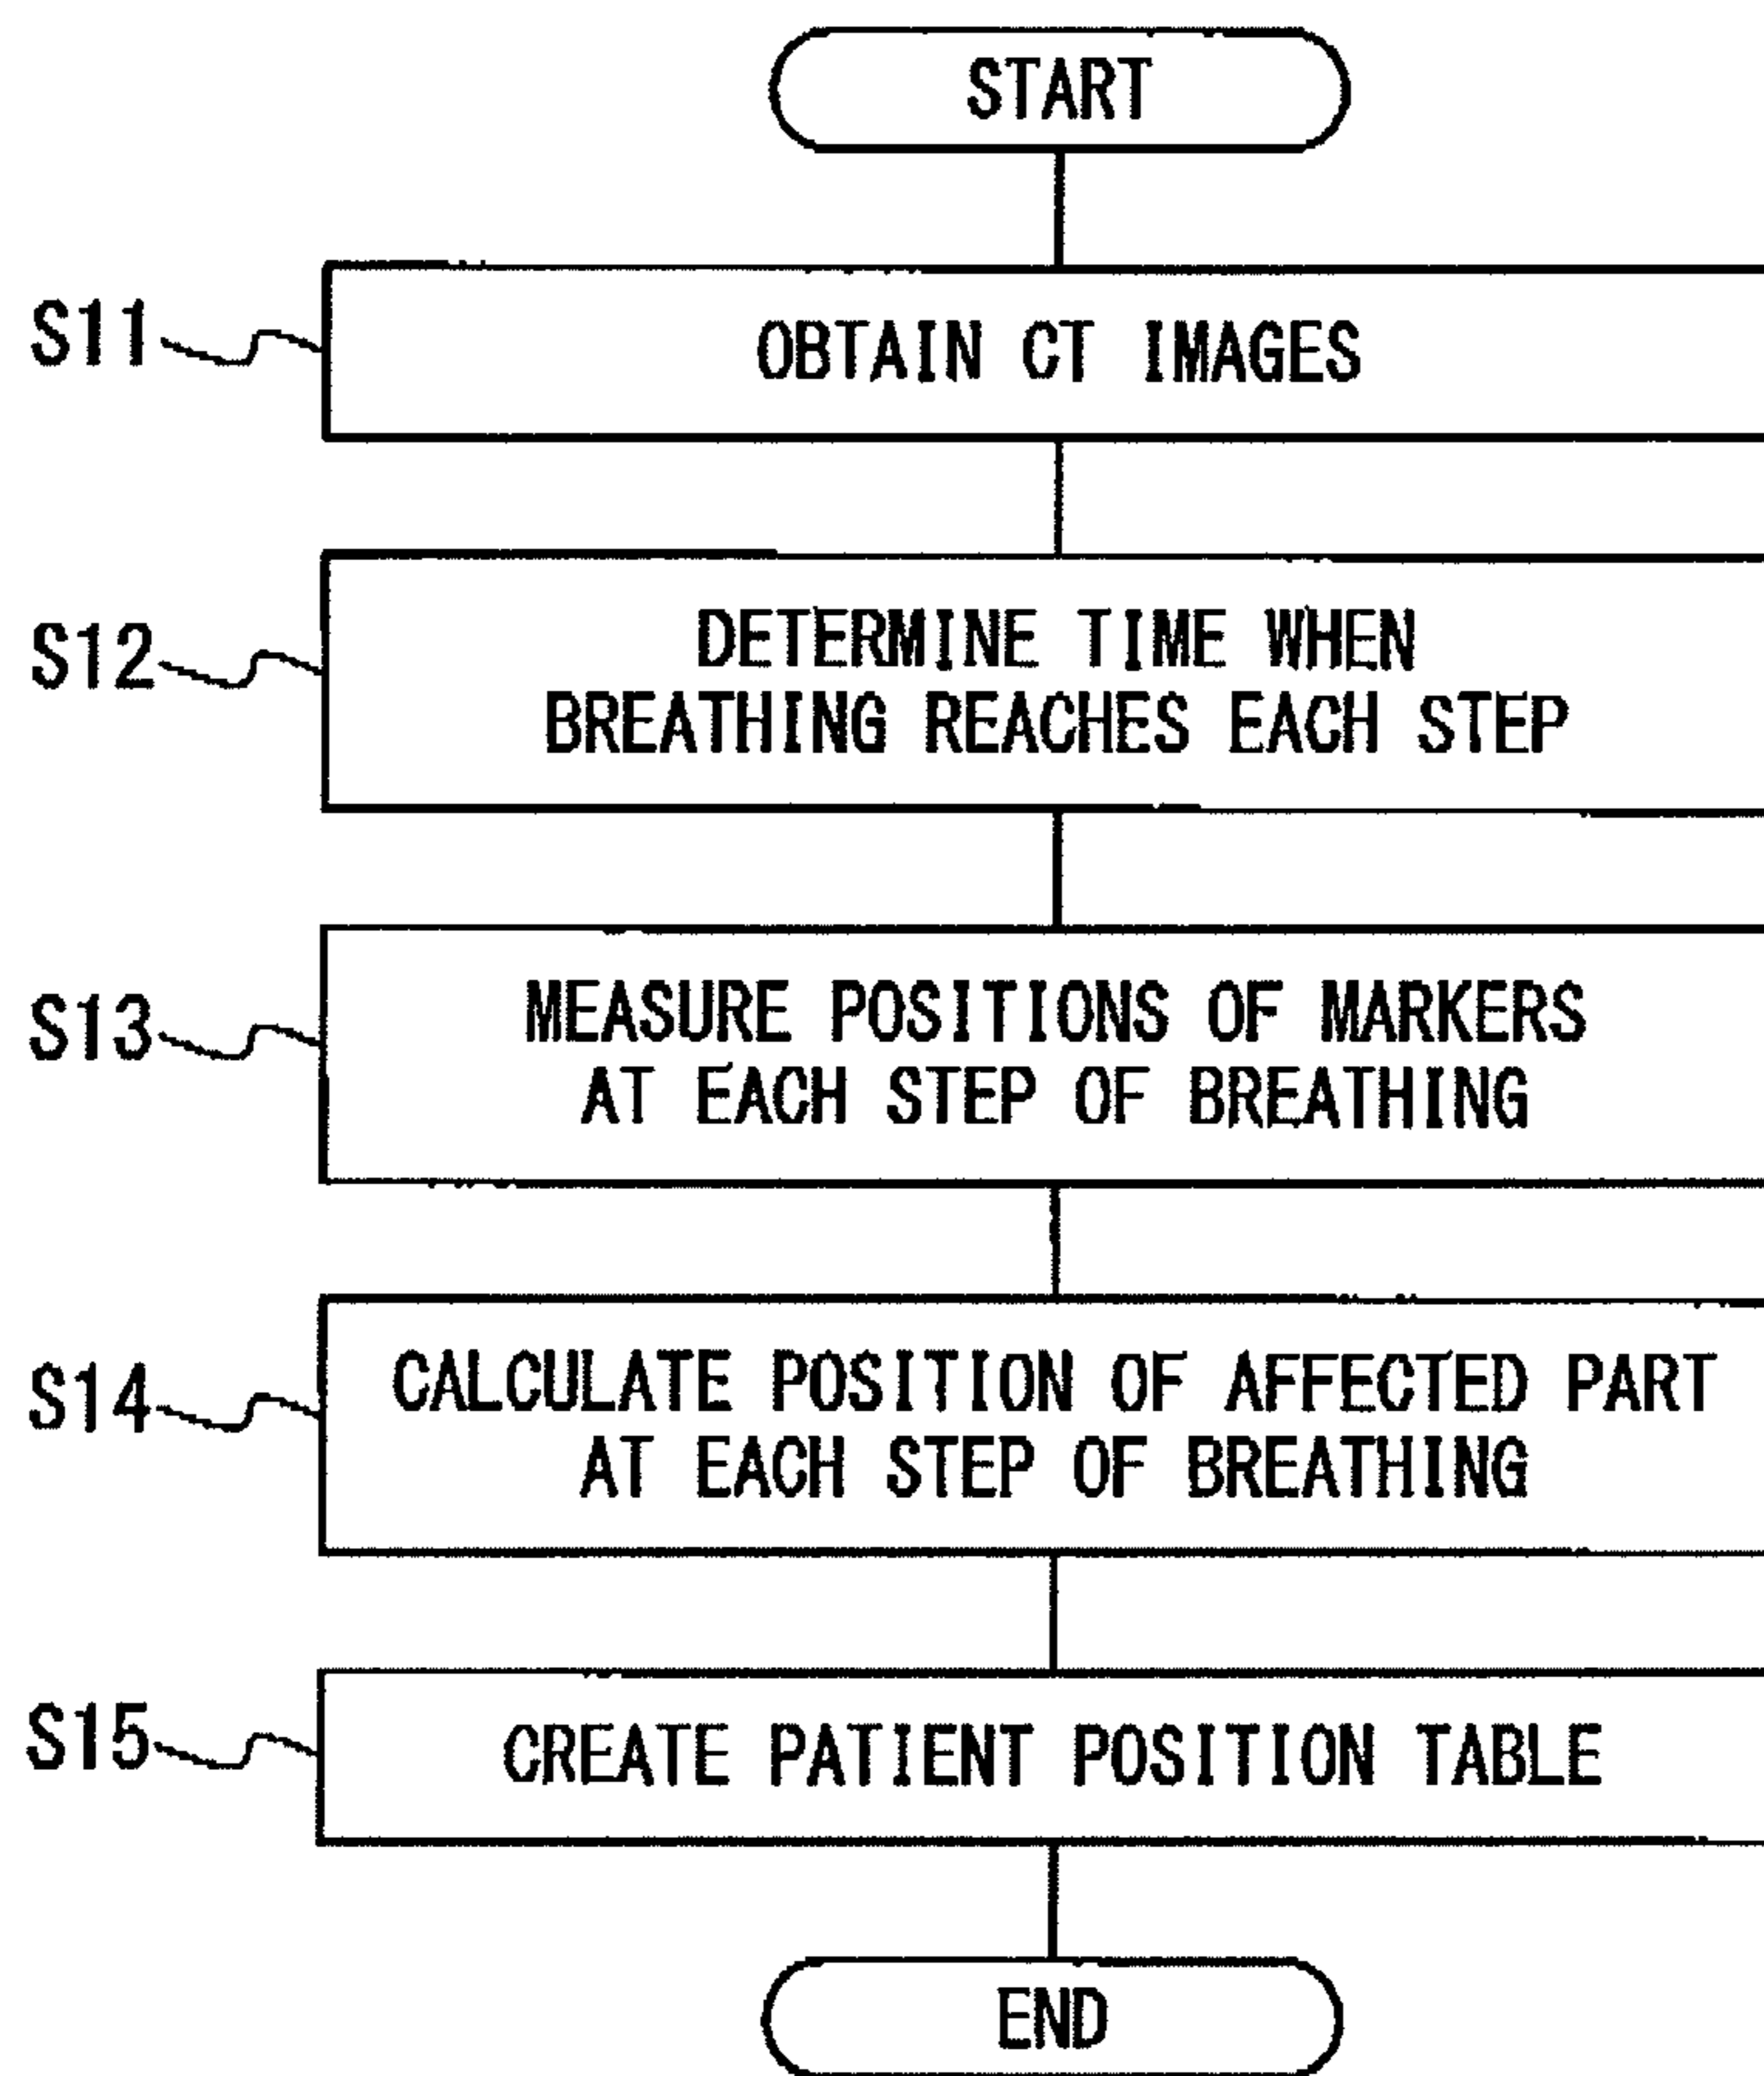 START
S11
OBTAIN CT IMAGES
S12
DETERMINE TIME WHEN
BREATHING REACHES EACH STEP
S13
MEASURE POSITIONS OF MARKERS
AT EACH STEP OF BREATHING
S14
CALCULATE POSITION OF AFFECTED PART
AT EACH STEP OF BREATHING
S15
CREATE PATIENT POSITION TABLE
END